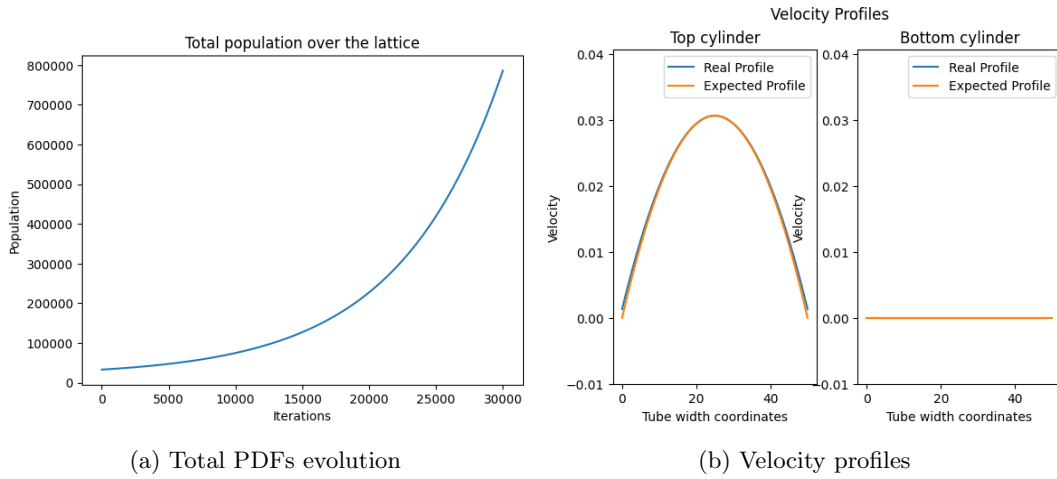 Total population over the lattice
Population
800000
700000
600000
500000
400000
300000
200000
100000
0
0 5000 10000 15000 20000 25000 30000
Iterations
(a) Total PDFs evolution
Velocity Profiles
Top cylinder
Real Profile
Expected Profile
Velocity
0.04
0.03
0.02
0.01
0.00
−0.01
0 20 40
Tube width coordinates
Bottom cylinder
Real Profile
Expected Profile
Velocity
0.04
0.03
0.02
0.01
0.00
−0.01
0 20 40
Tube width coordinates
(b) Velocity profiles